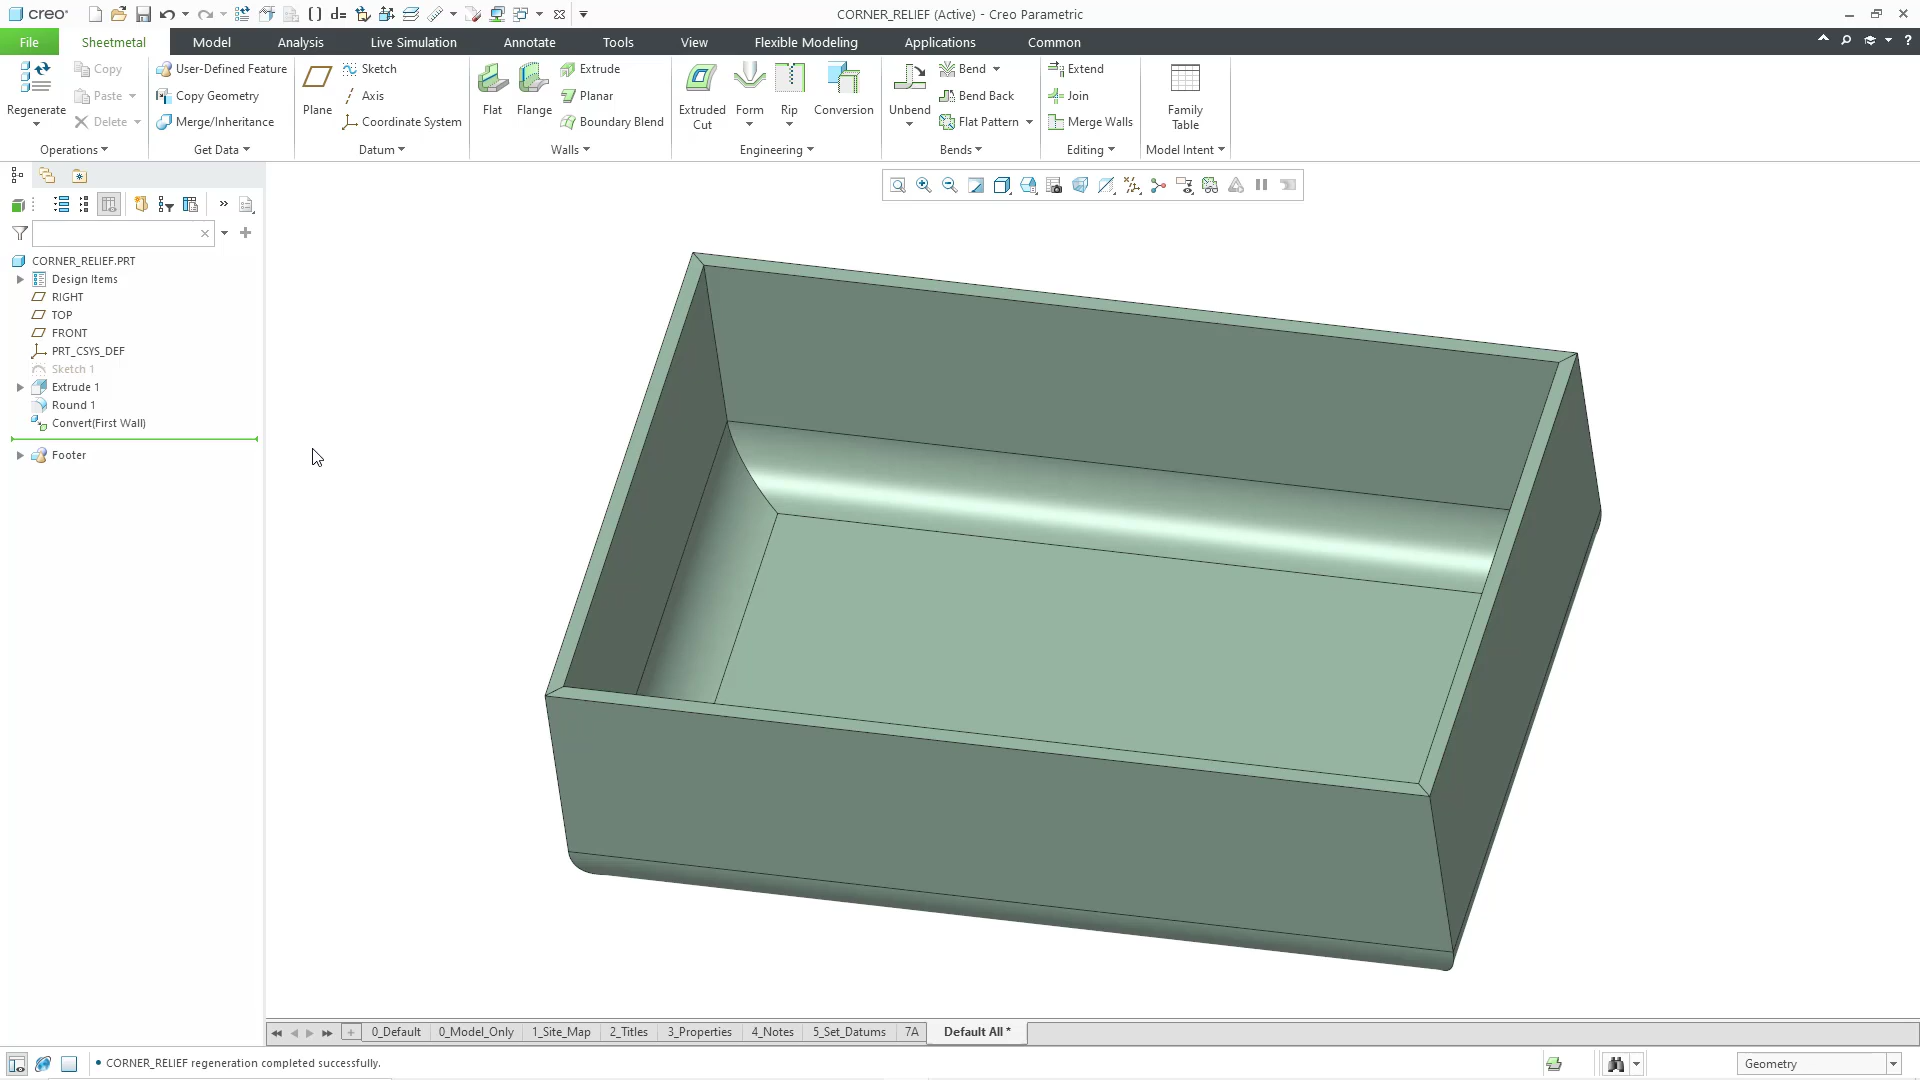 creo
CORNER_RELIEF (Active) - Creo Parametric
File Sheetmetal Model Analysis Live Simulation Annotate Tools View Flexible Modeling Applications Common
Regenerate
Copy
Paste
Delete
Operations
User-Defined Feature
Copy Geometry
Merge/Inheritance
Get Data
Plane
Sketch
Axis
Coordinate System
Datum
Flat
Flange
Extrude
Planar
Boundary Blend
Walls
Extruded
Cut
Form
Rip
Conversion
Engineering
Unbend
Bend
Bend Back
Flat Pattern
Bends
Extend
Join
Merge Walls
Editing
Family
Table
Model Intent
CORNER_RELIEF.PRT
Design Items
RIGHT
TOP
FRONT
PRT_CSYS_DEF
Sketch 1
Extrude 1
Round 1
Convert(First Wall)
Footer
0_Default 0_Model_Only 1_Site_Map 2_Titles 3_Properties 4_Notes 5_Set_Datums 7A Default All *
• CORNER_RELIEF regeneration completed successfully.
Geometry